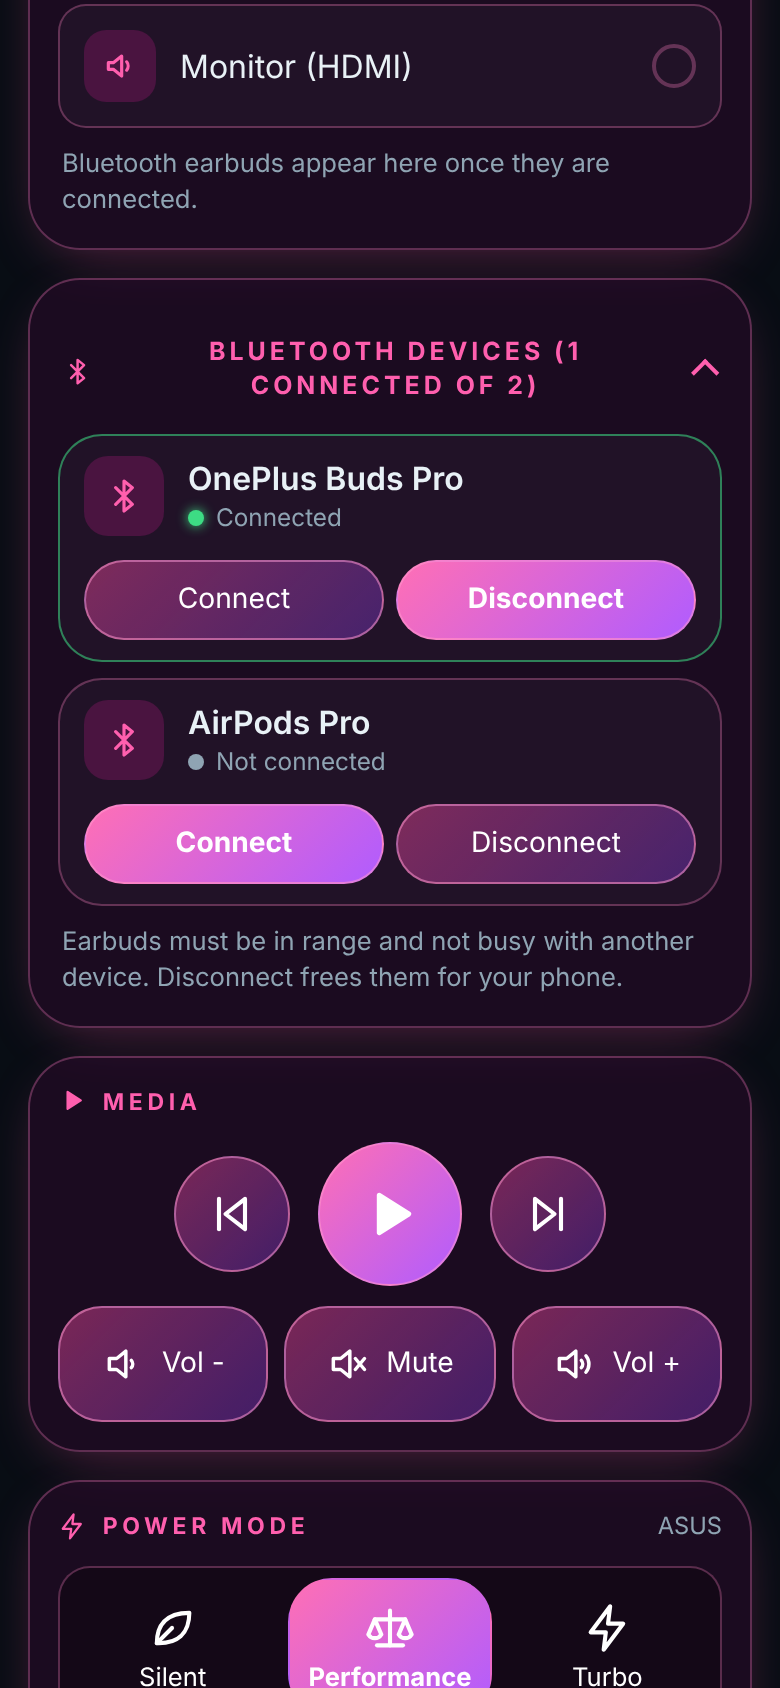 Monitor (HDMI)
Bluetooth earbuds appear here once they are
connected.
BLUETOOTH DEVICES (1
CONNECTED OF 2)
OnePlus Buds Pro
Connected
Connect
Disconnect
AirPods Pro
Not connected
Connect
Disconnect
Earbuds must be in range and not busy with another
device. Disconnect frees them for your phone.
MEDIA
Vol -
Mute
Vol +
POWER MODE
ASUS
Silent
Performance
Turbo